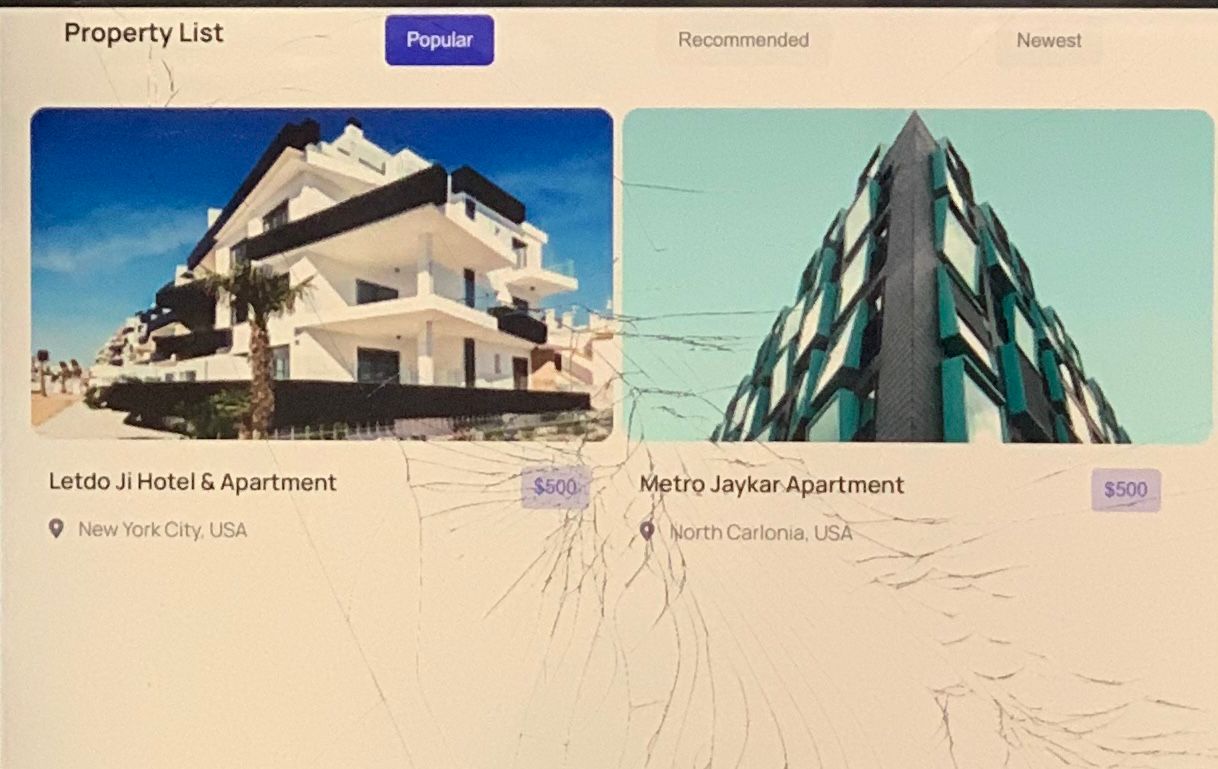 Property List
Popular
Recommended
Newest
Letdo Ji Hotel & Apartment
$500
New York City, USA
Metro Jaykar Apartment
$500
North Carlonia, USA